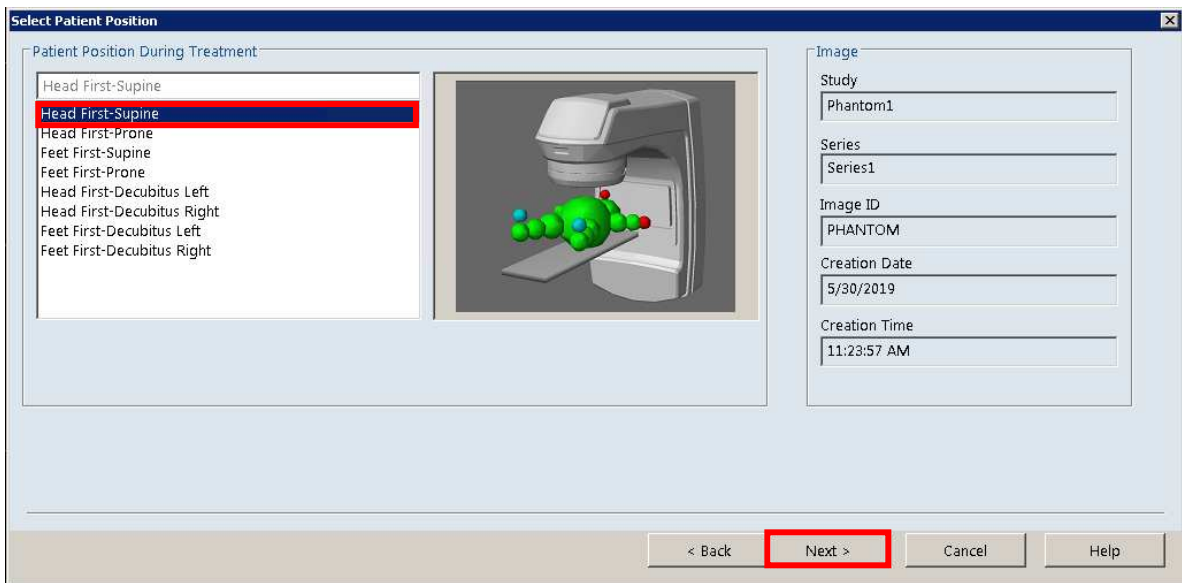 Select Patient Position
Patient Position During Treatment
Head First-Supine
Head First-Supine
Head First-Prone
Feet First-Supine
Feet First-Prone
Head First-Decubitus Left
Head First-Decubitus Right
Feet First-Decubitus Left
Feet First-Decubitus Right
Image
Study
Phantom1
Series
Series1
Image ID
PHANTOM
Creation Date
5/30/2019
Creation Time
11:23:57 AM
< Back
Next >
Cancel
Help